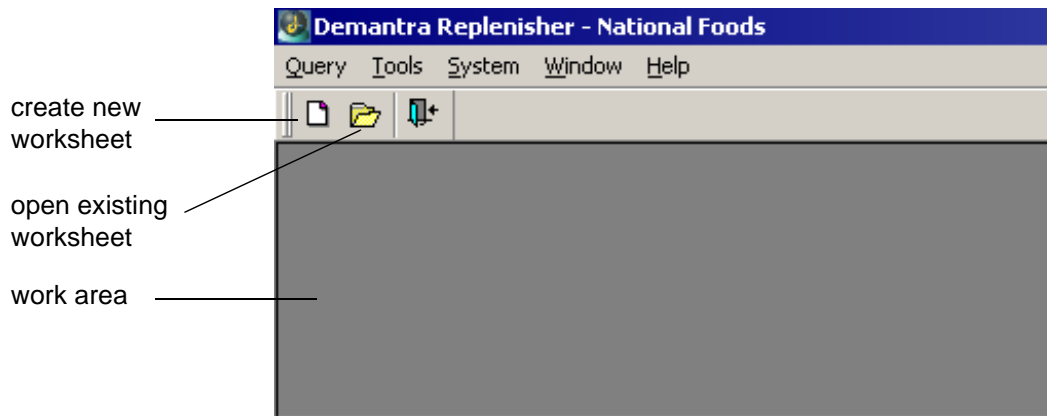 Demantra Replenisher - National Foods
Query Tools System Window Help
create new
worksheet
open existing
worksheet
work area